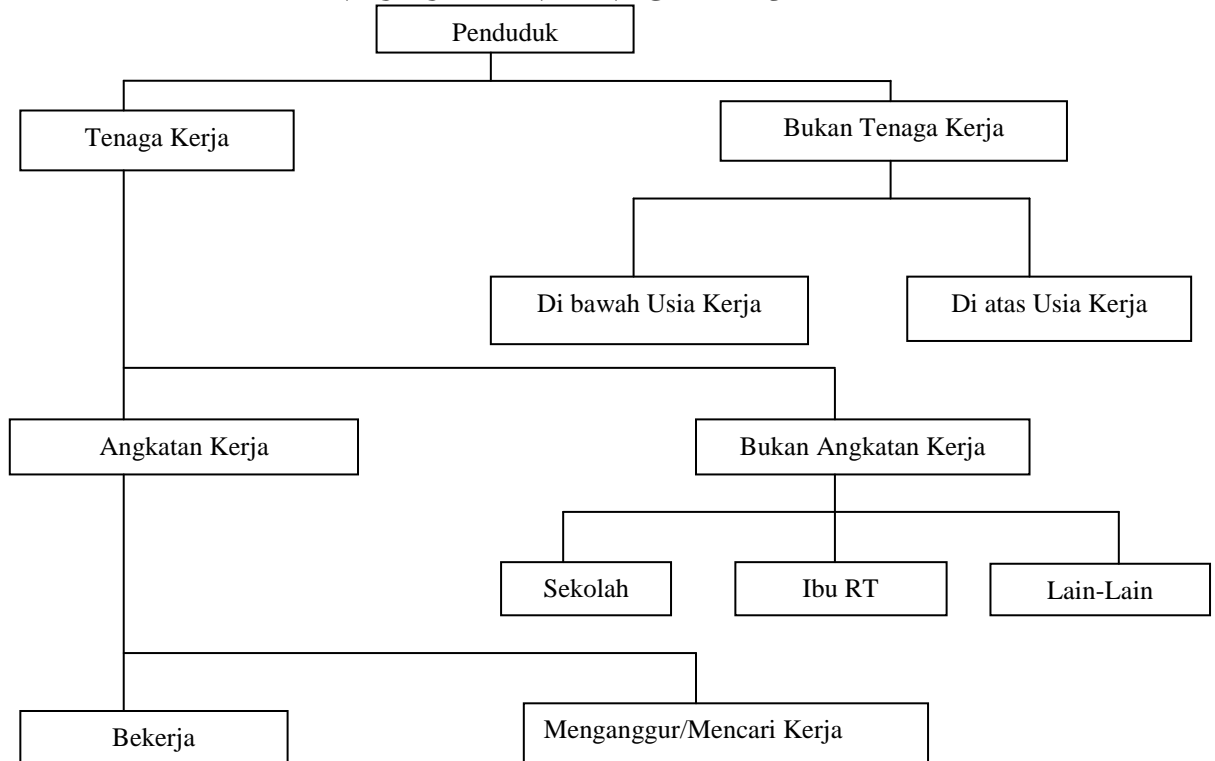 Penduduk
Tenaga Kerja
Bukan Tenaga Kerja
Di bawah Usia Kerja
Di atas Usia Kerja
Angkatan Kerja
Bukan Angkatan Kerja
Sekolah
Ibu RT
Lain-Lain
Bekerja
Menganggur/Mencari Kerja